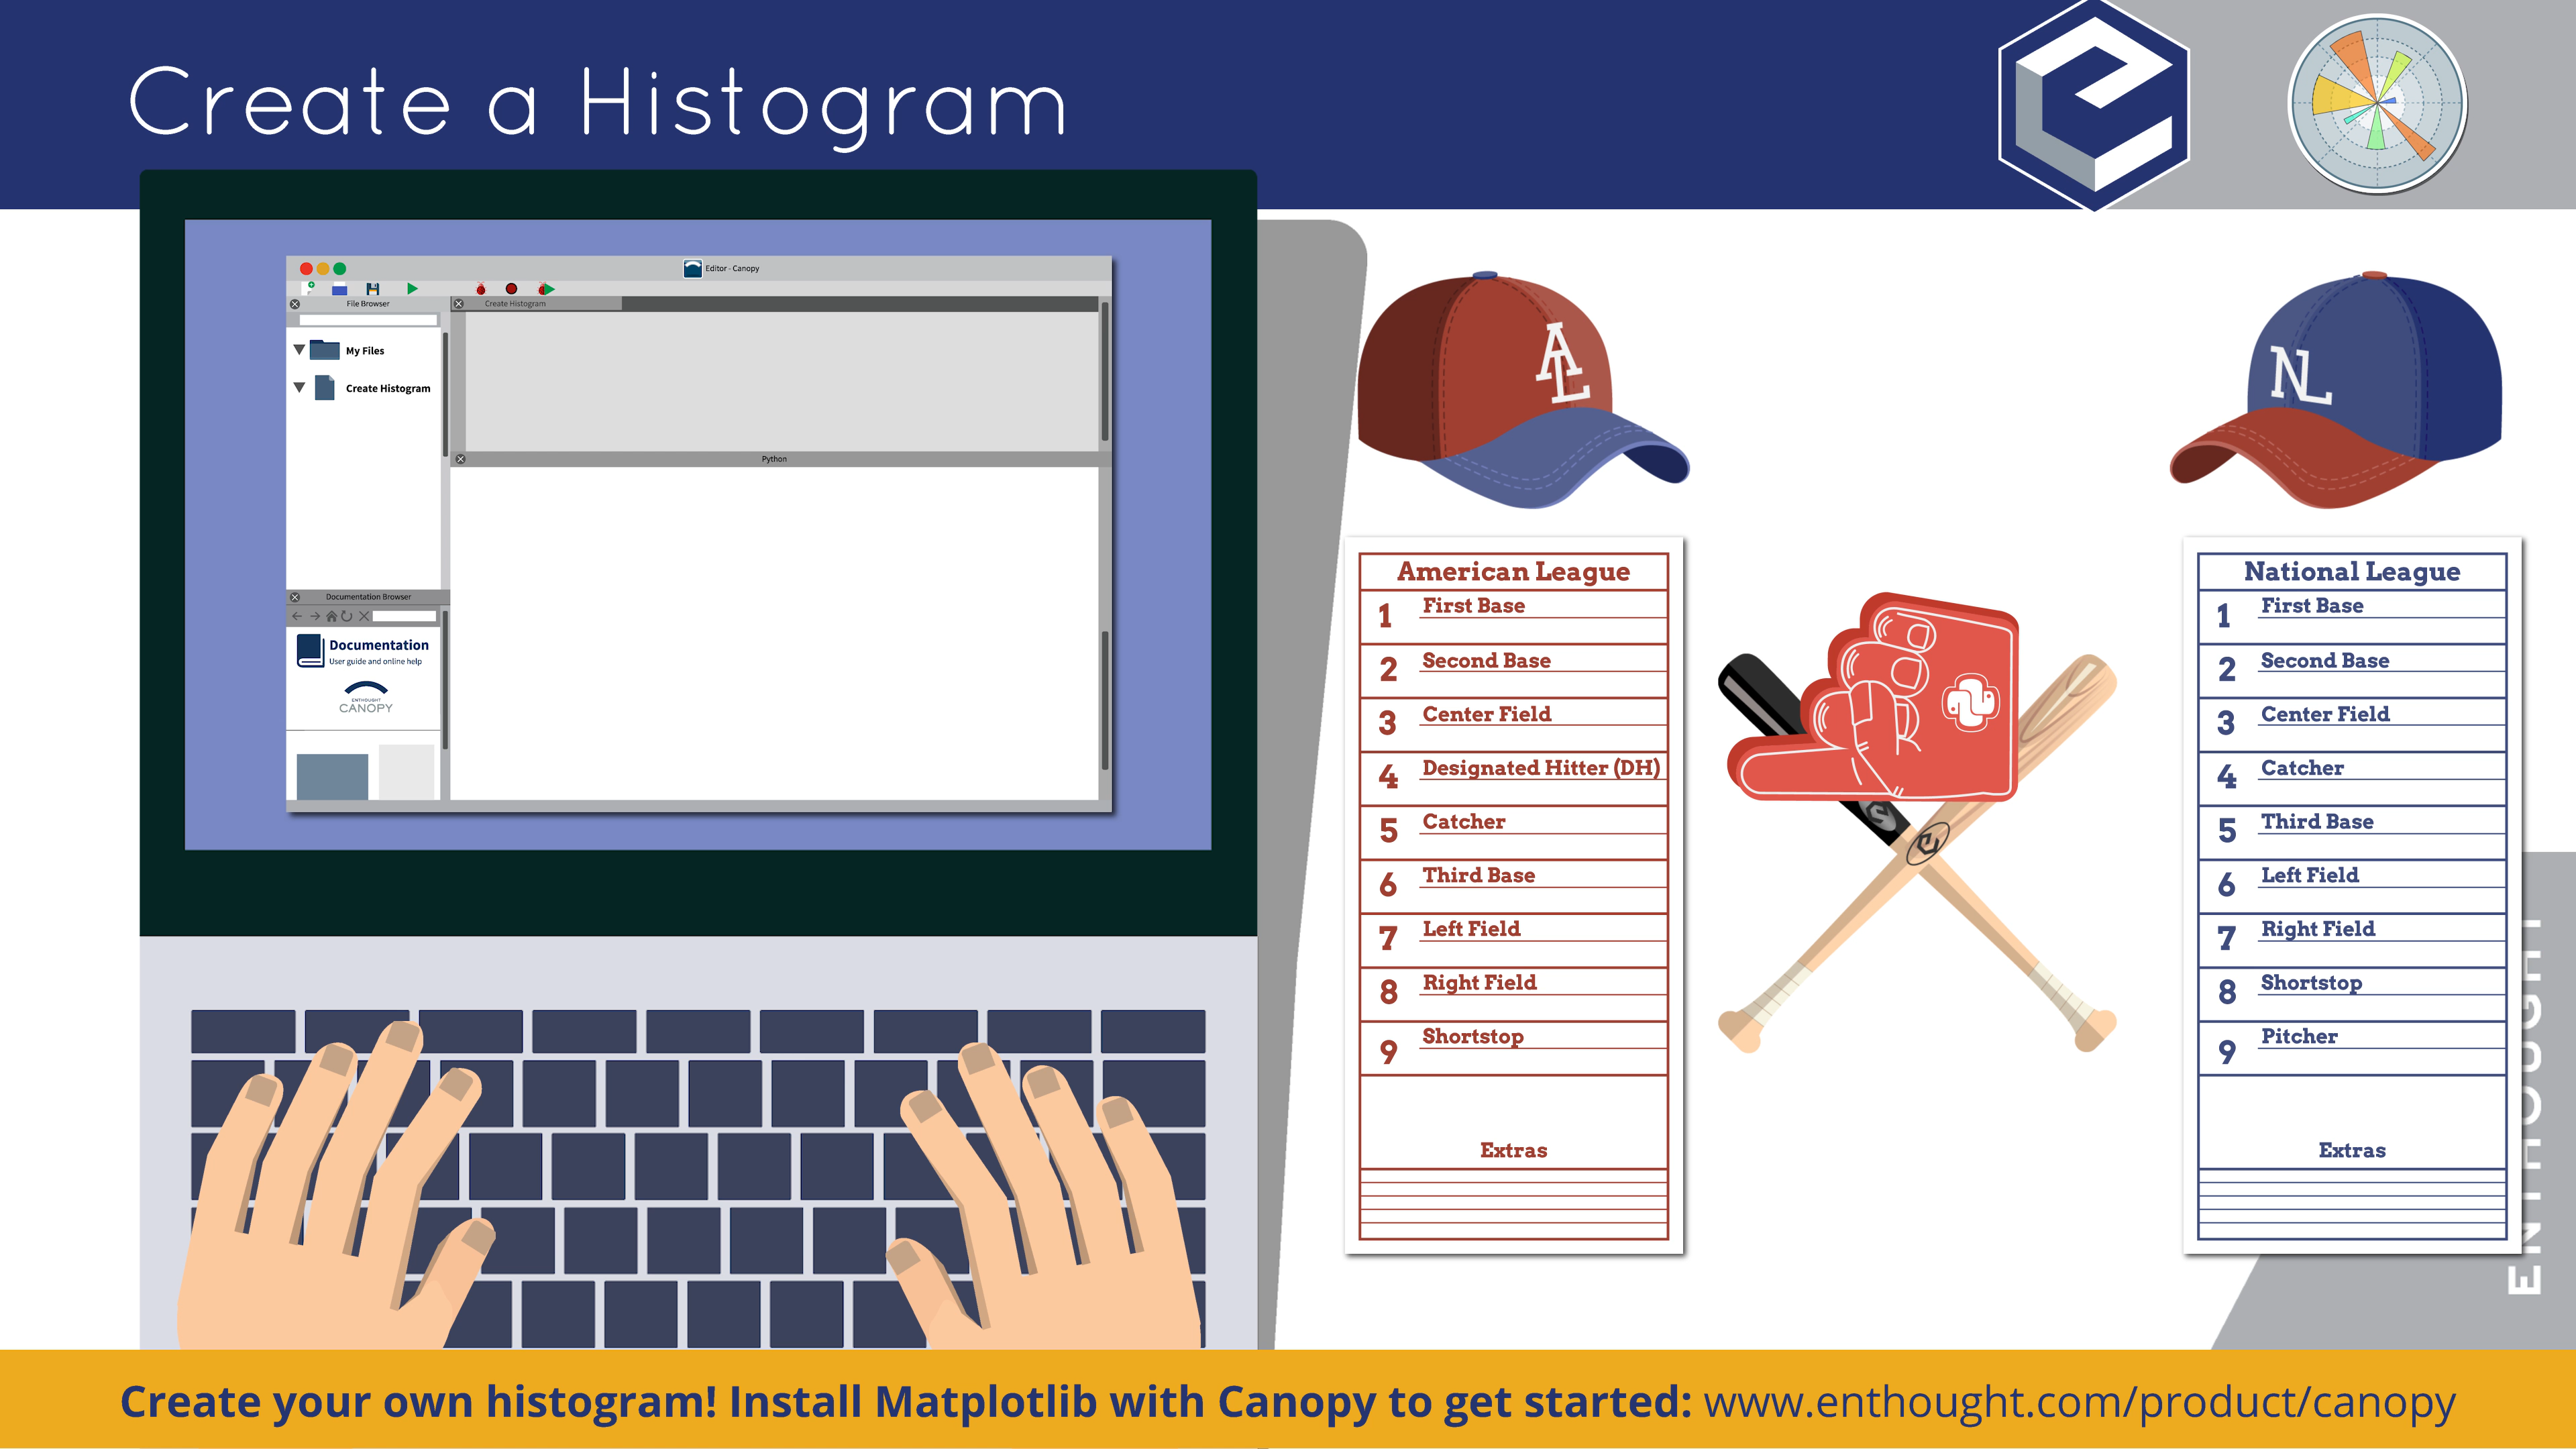 Create a Histogram
Editor - Canopy
File Browser
Create Histogram
My Files
Create Histogram
Python
Documentation Browser
Documentation
User guide and online help
ENTHOUGHT
CANOPY
AL
NL
American League
1 First Base
2 Second Base
3 Center Field
4 Designated Hitter (DH)
5 Catcher
6 Third Base
7 Left Field
8 Right Field
9 Shortstop
Extras
National League
1 First Base
2 Second Base
3 Center Field
4 Catcher
5 Third Base
6 Left Field
7 Right Field
8 Shortstop
9 Pitcher
Extras
ENTHOUGHT
Create your own histogram! Install Matplotlib with Canopy to get started: www.enthought.com/product/canopy